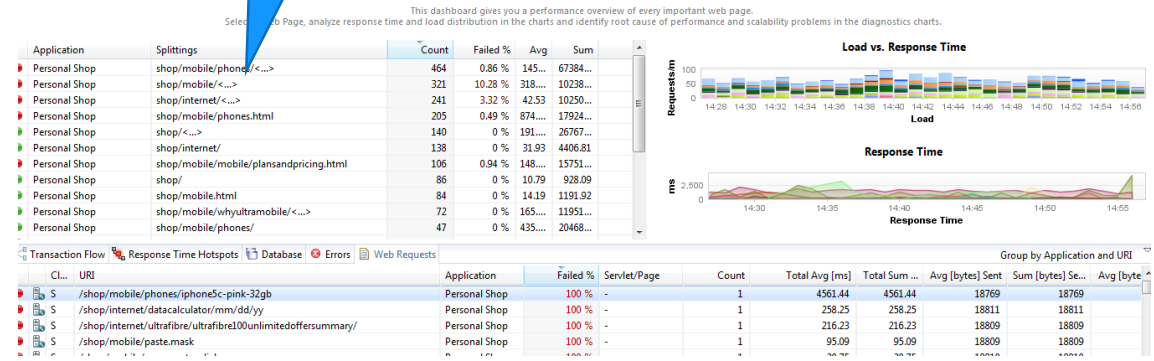 This dashboard gives you a performance overview of every important web page.
Web Page, analyze response time and load distribution in the charts and identify root cause of performance and scalability problems in the diagnostics charts.
Application Splittings Count Failed % Avg Sum
Personal Shop shop/mobile/phones/<...> 464 0.86 % 145... 67384...
Personal Shop shop/mobile/<...> 321 10.28 % 318.... 10238...
Personal Shop shop/internet/<...> 241 3.32 % 42.53 10250...
Personal Shop shop/mobile/phones.html 205 0.49 % 874.... 17924...
Personal Shop shop/<...> 140 0 % 191.... 26767...
Personal Shop shop/internet/ 138 0 % 31.93 4406.81
Personal Shop shop/mobile/mobile/plansandpricing.html 106 0.94 % 148.... 15751...
Personal Shop shop/ 86 0 % 10.79 928.09
Personal Shop shop/mobile.html 84 0 % 14.19 1191.92
Personal Shop shop/mobile/whyultramobile/<...> 72 0 % 165.... 11951...
Personal Shop shop/mobile/phones/ 47 0 % 435.... 20468...
Load vs. Response Time
Requests/m
100
50
0
14:28 14:30 14:32 14:34 14:36 14:38 14:40 14:42 14:44 14:46 14:48 14:50 14:52 14:54 14:56
Load
Response Time
ms
2,500
0
14:30 14:35 14:40 14:45 14:50 14:55
Response Time
Transaction Flow Response Time Hotspots Database Errors Web Requests Group by Application and URI
Cl... URI Application Failed % Servlet/Page Count Total Avg [ms] Total Sum ... Avg [bytes] Sent Sum [bytes] Se... Avg [byte
S /shop/mobile/phones/iphone5c-pink-32gb Personal Shop 100 % - 1 4561.44 4561.44 18769 18769
S /shop/internet/datacalculator/mm/dd/yy Personal Shop 100 % - 1 258.25 258.25 18811 18811
S /shop/internet/ultrafibre/ultrafibre100unlimitedoffersummary/ Personal Shop 100 % - 1 216.23 216.23 18809 18809
S /shop/mobile/paste.mask Personal Shop 100 % - 1 95.09 95.09 18809 18809